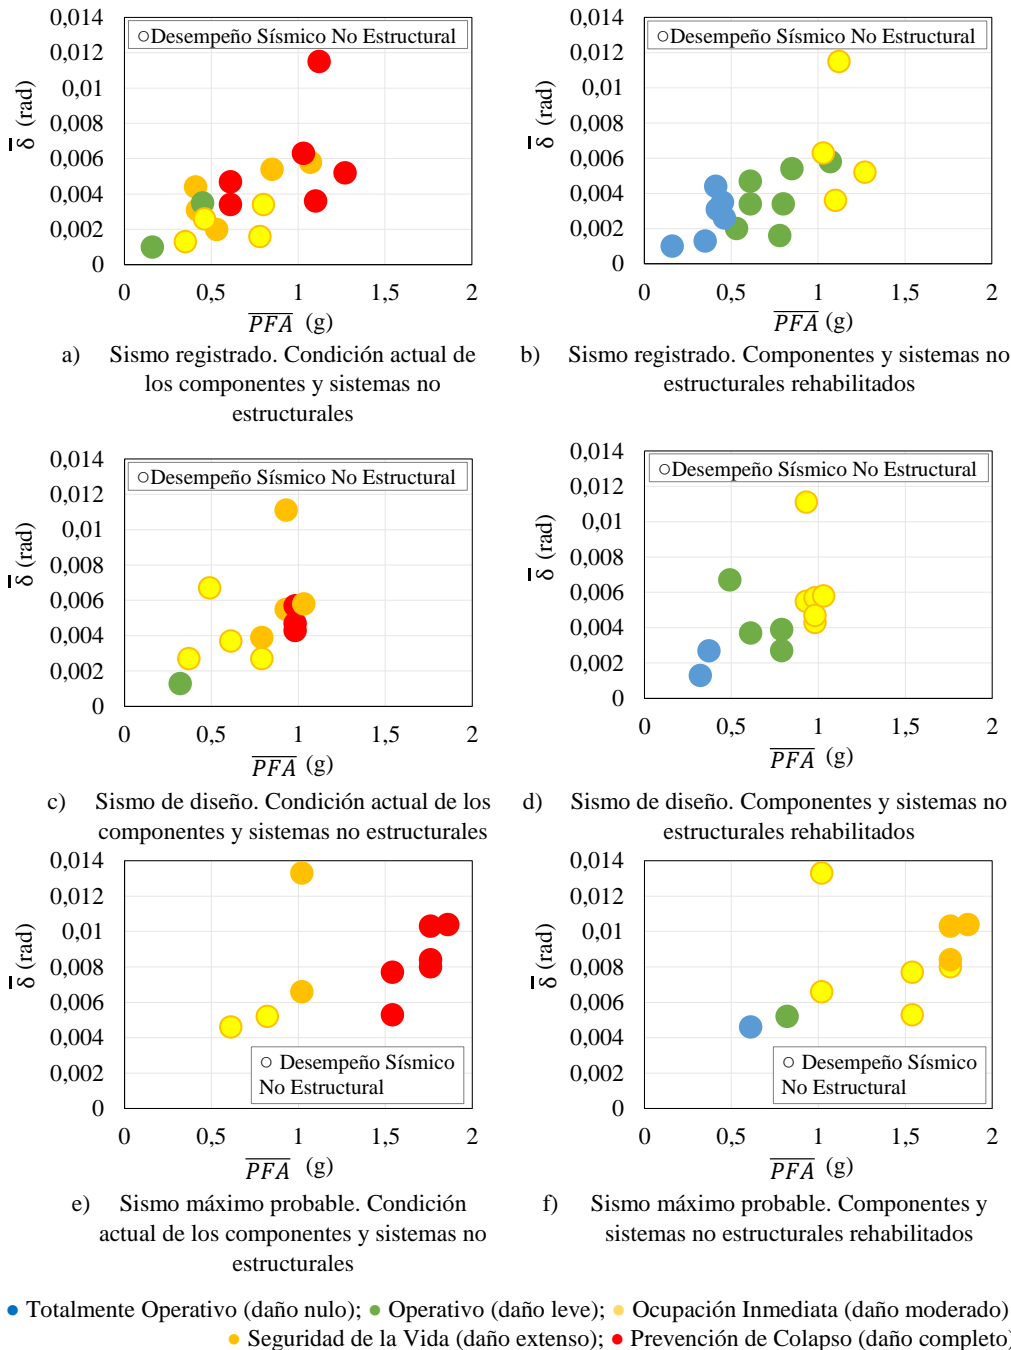 0,014
0,012
0,01
0,008
0,006
0,004
0,002
0
δ (rad)
Desempeño Sísmico No Estructural
0 0,5 1 1,5 2
PFA (g)
a) Sismo registrado. Condición actual de
los componentes y sistemas no
estructurales
0,014
0,012
0,01
0,008
0,006
0,004
0,002
0
δ (rad)
Desempeño Sísmico No Estructural
0 0,5 1 1,5 2
PFA (g)
b) Sismo registrado. Componentes y sistemas no
estructurales rehabilitados
0,014
0,012
0,01
0,008
0,006
0,004
0,002
0
δ (rad)
Desempeño Sísmico No Estructural
0 0,5 1 1,5 2
PFA (g)
c) Sismo de diseño. Condición actual de los
componentes y sistemas no estructurales
0,014
0,012
0,01
0,008
0,006
0,004
0,002
0
δ (rad)
Desempeño Sísmico No Estructural
0 0,5 1 1,5 2
PFA (g)
d) Sismo de diseño. Componentes y sistemas no
estructurales rehabilitados
0,014
0,012
0,01
0,008
0,006
0,004
0,002
0
δ (rad)
Desempeño Sísmico
No Estructural
0 0,5 1 1,5 2
PFA (g)
e) Sismo máximo probable. Condición
actual de los componentes y sistemas no
estructurales
0,014
0,012
0,01
0,008
0,006
0,004
0,002
0
δ (rad)
Desempeño Sísmico
No Estructural
0 0,5 1 1,5 2
PFA (g)
f) Sismo máximo probable. Componentes y
sistemas no estructurales rehabilitados
● Totalmente Operativo (daño nulo); ● Operativo (daño leve); ● Ocupación Inmediata (daño moderado)
● Seguridad de la Vida (daño extenso); ● Prevención de Colapso (daño completo)